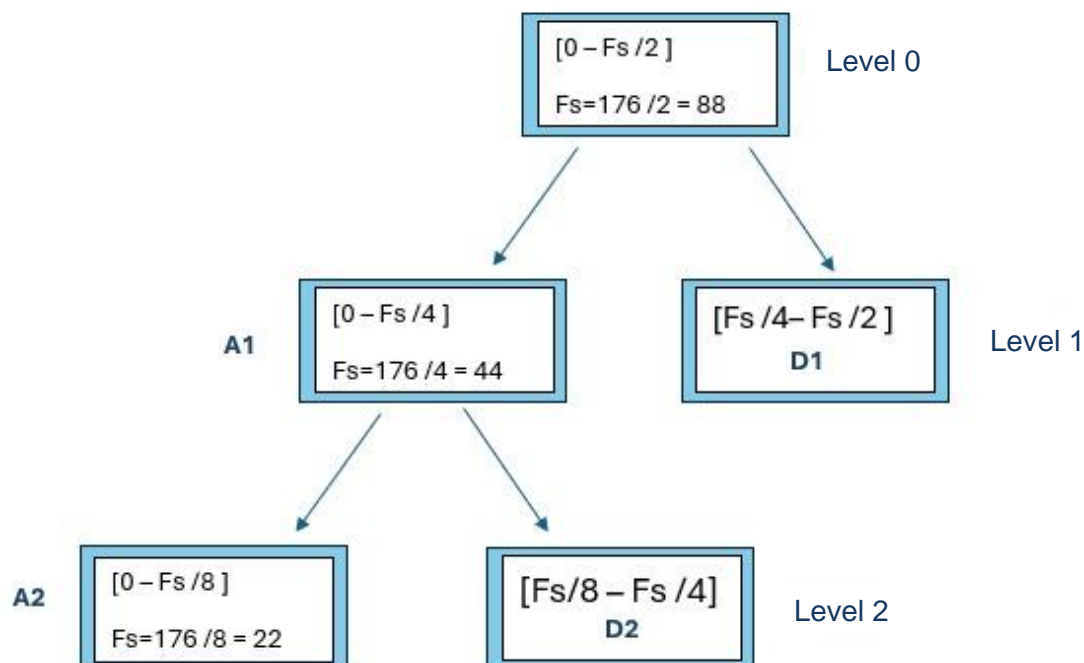 [0 – Fs /2 ]
Level 0
Fs=176 /2 = 88
[0 – Fs /4 ]
[Fs /4– Fs /2 ]
A1
Level 1
D1
Fs=176 /4 = 44
[0 – Fs /8 ]
[Fs/8 – Fs /4]
A2
Level 2
D2
Fs=176 /8 = 22